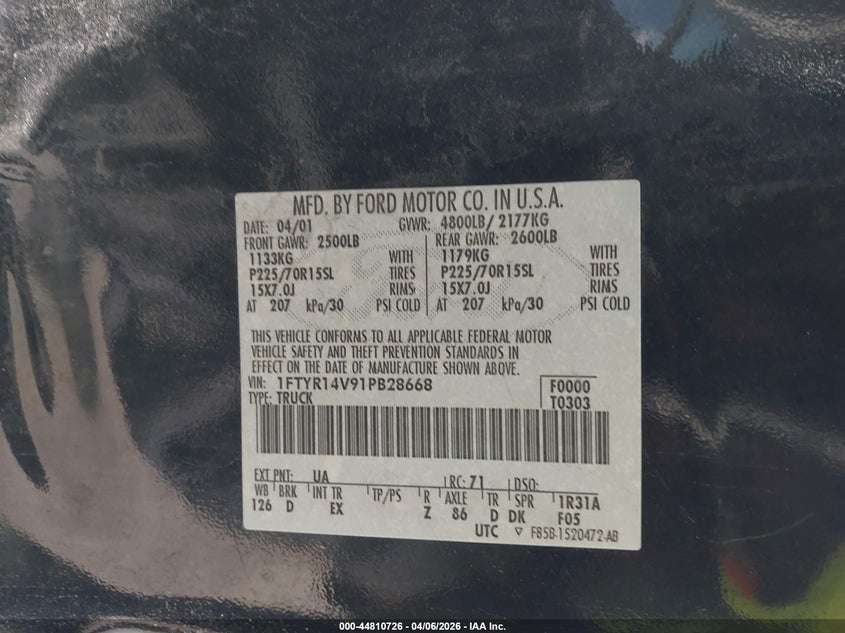 MFD. BY FORD MOTOR CO. IN U.S.A.
DATE: 04/01 GVWR: 4800LB/ 2177KG
FRONT GAWR: 2500LB REAR GAWR: 2600LB
1133KG WITH 1179KG WITH
P225/70R15SL TIRES P225/70R15SL TIRES
15X7.0J RIMS 15X7.0J RIMS
AT 207 kPa/30 PSI COLD AT 207 kPa/30 PSI COLD
THIS VEHICLE CONFORMS TO ALL APPLICABLE FEDERAL MOTOR
VEHICLE SAFETY AND THEFT PREVENTION STANDARDS IN
EFFECT ON THE DATE OF MANUFACTURE SHOWN ABOVE.
VIN: 1FTYR14V91PB28668 F0000
TYPE: TRUCK T0303
EXT PNT: UA RC: 71 DSO:
WB BRK INT TR TP/PS R AXLE TR SPR 1R31A
126 D EX Z 86 D DK F05
UTC ▽ F85B-1520472-AB
000-44810726 - 04/06/2026 - IAA Inc.